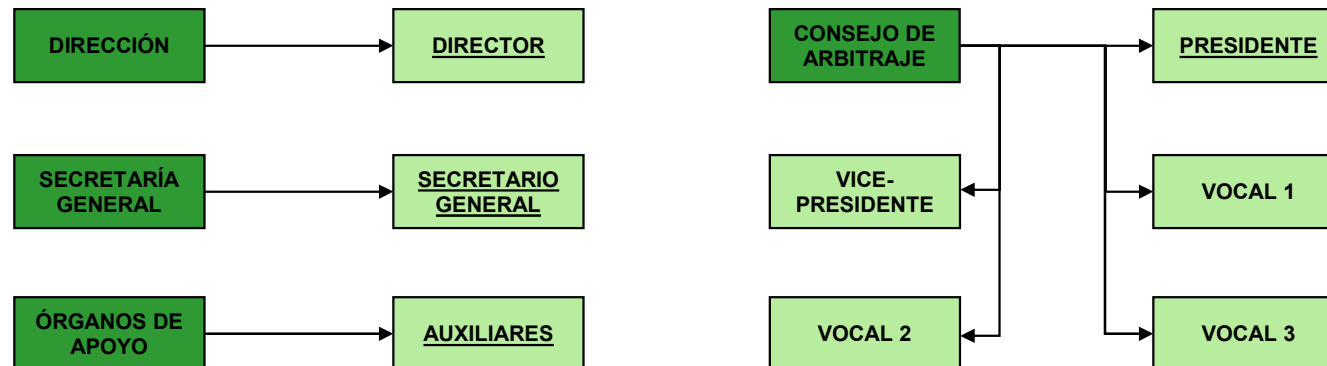 DIRECCIÓN
DIRECTOR
CONSEJO DE
ARBITRAJE
PRESIDENTE
SECRETARÍA
GENERAL
SECRETARIO
GENERAL
VICE-
PRESIDENTE
VOCAL 1
ÓRGANOS DE
APOYO
AUXILIARES
VOCAL 2
VOCAL 3